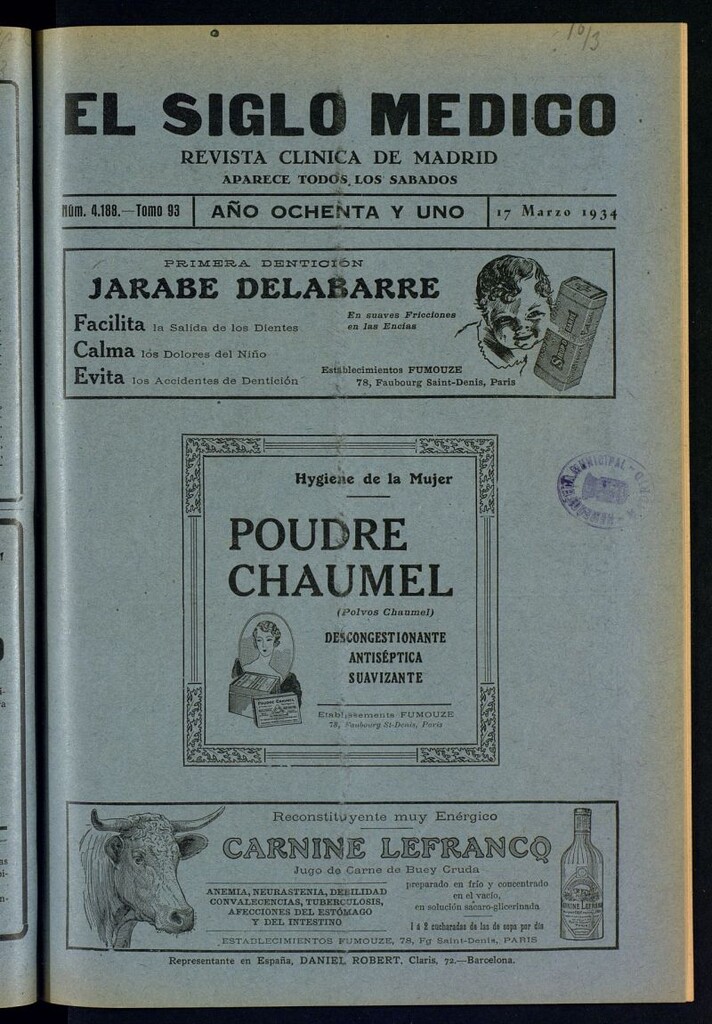 10/3
EL SIGLO MEDICO
REVISTA CLINICA DE MADRID
APARECE TODOS LOS SABADOS
Núm. 4.188.—Tomo 93
AÑO OCHENTA Y UNO
17 Marzo 1934
PRIMERA DENTICIÓN
JARABE DELABARRE
Facilita la Salida de los Dientes
Calma los Dolores del Niño
Evita los Accidentes de Dentición
En suaves Fricciones
en las Encías
Establecimientos FUMOUZE
78, Faubourg Saint-Denis, Paris
Hygiene de la Mujer
POUDRE
CHAUMEL
(Polvos Chaumel)
DESCONGESTIONANTE
ANTISÉPTICA
SUAVIZANTE
Etablissements FUMOUZE
78, Faubourg St-Denis, Paris
MUNICIPAL
Reconstituyente muy Enérgico
CARNINE LEFRANCQ
Jugo de Carne de Buey Cruda
ANEMIA, NEURASTENIA, DEBILIDAD
CONVALECENCIAS, TUBERCULOSIS,
AFECCIONES DEL ESTÓMAGO
Y DEL INTESTINO
preparado en frío y concentrado
en el vacío,
en solución sácaro-glicerinada
1 á 2 cucharadas de las de sopa por día
CARNINE LEFRANCQ
ESTABLECIMIENTOS FUMOUZE, 78, Fg Saint-Denis, PARIS
Representante en España, DANIEL ROBERT, Claris, 72.—Barcelona.